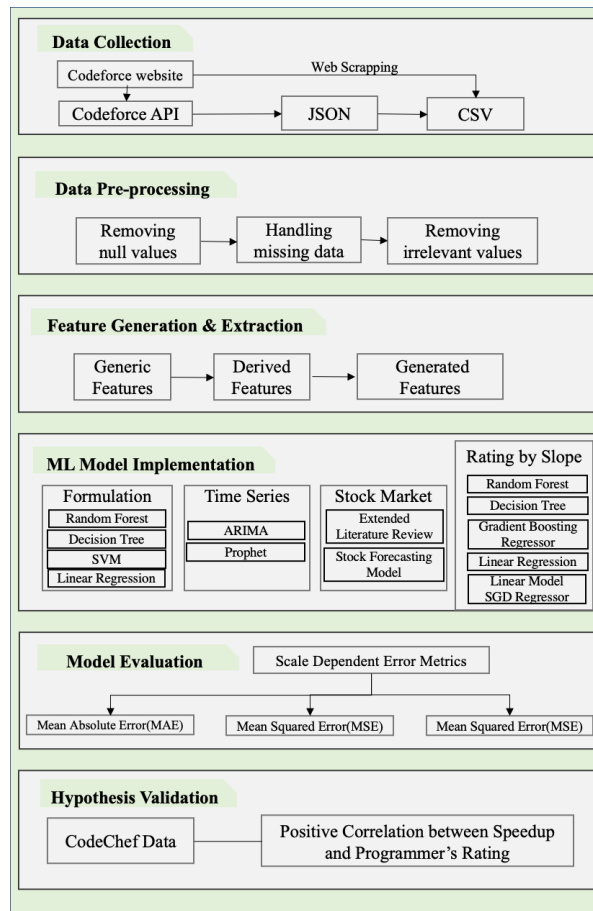 Data Collection
Codeforce website
Web Scrapping
Codeforce API
JSON
CSV
Data Pre-processing
Removing
null values
Handling
missing data
Removing
irrelevant values
Feature Generation & Extraction
Generic
Features
Derived
Features
Generated
Features
ML Model Implementation
Formulation
Random Forest
Decision Tree
SVM
Linear Regression
Time Series
ARIMA
Prophet
Stock Market
Extended
Literature Review
Stock Forecasting
Model
Rating by Slope
Random Forest
Decision Tree
Gradient Boosting
Regressor
Linear Regression
Linear Model
SGD Regressor
Model Evaluation
Scale Dependent Error Metrics
Mean Absolute Error(MAE)
Mean Squared Error(MSE)
Mean Squared Error(MSE)
Hypothesis Validation
CodeChef Data
Positive Correlation between Speedup
and Programmer's Rating